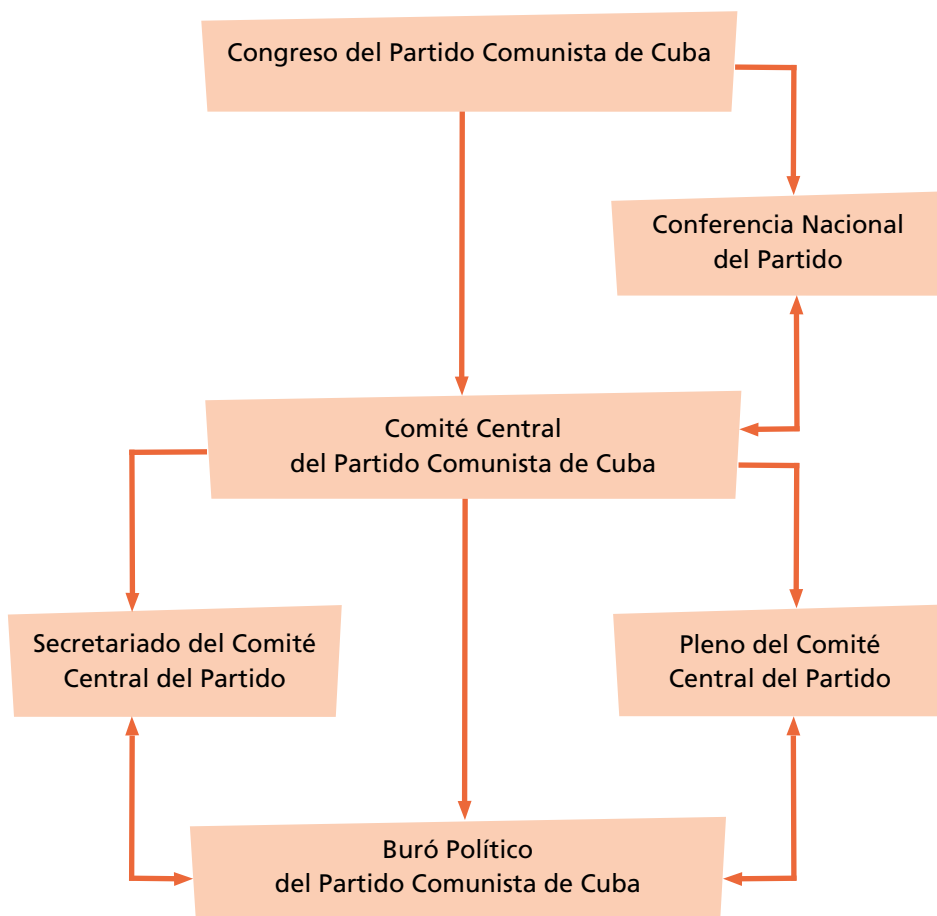 Congreso del Partido Comunista de Cuba
Conferencia Nacional
del Partido
Comité Central
del Partido Comunista de Cuba
Secretariado del Comité
Central del Partido
Pleno del Comité
Central del Partido
Buró Político
del Partido Comunista de Cuba